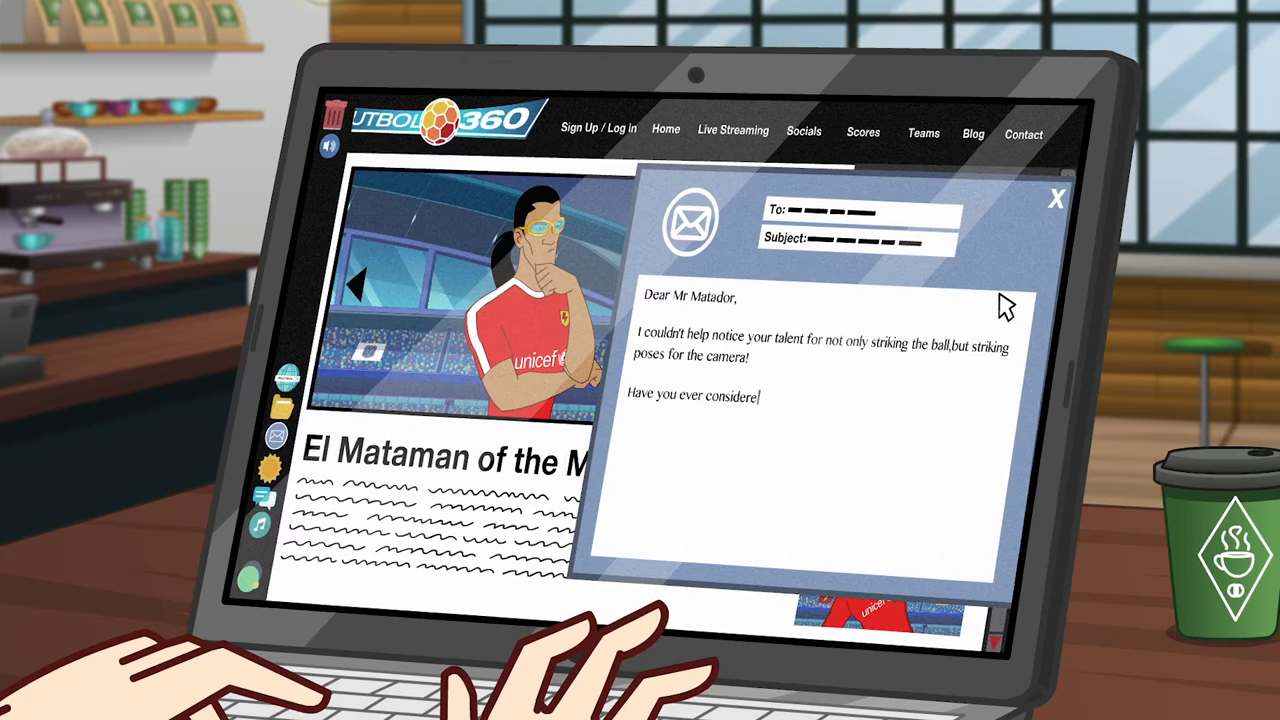 UTBOL 360
Sign Up / Log in Home Live Streaming Socials Scores Teams Blog Contact
X
To:
Subject:
Dear Mr Matador,
I couldn't help notice your talent for not only striking the ball,but striking
poses for the camera!
Have you ever considere
unicef
El Mataman of the M
unicef